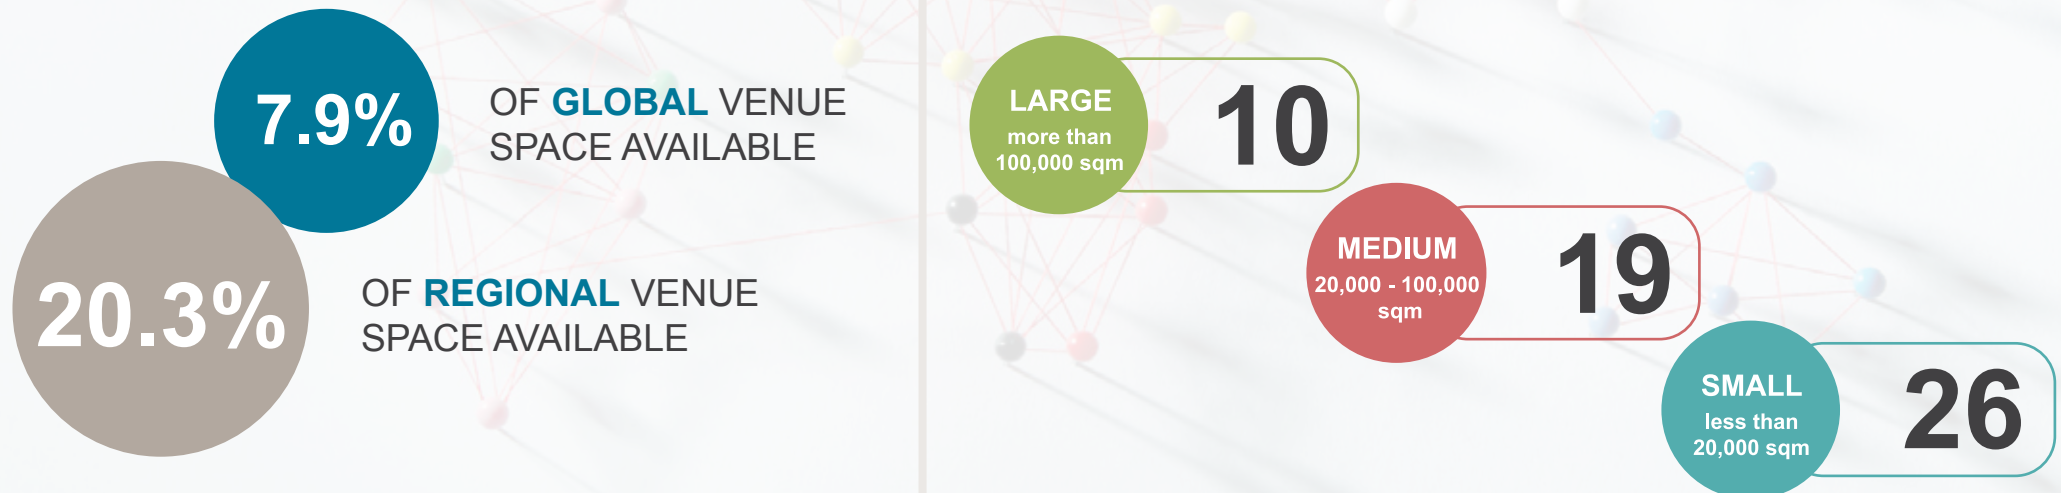 7.9%
OF GLOBAL VENUE
SPACE AVAILABLE
20.3%
OF REGIONAL VENUE
SPACE AVAILABLE
LARGE
more than
100,000 sqm
10
MEDIUM
20,000 - 100,000
sqm
19
SMALL
less than
20,000 sqm
26